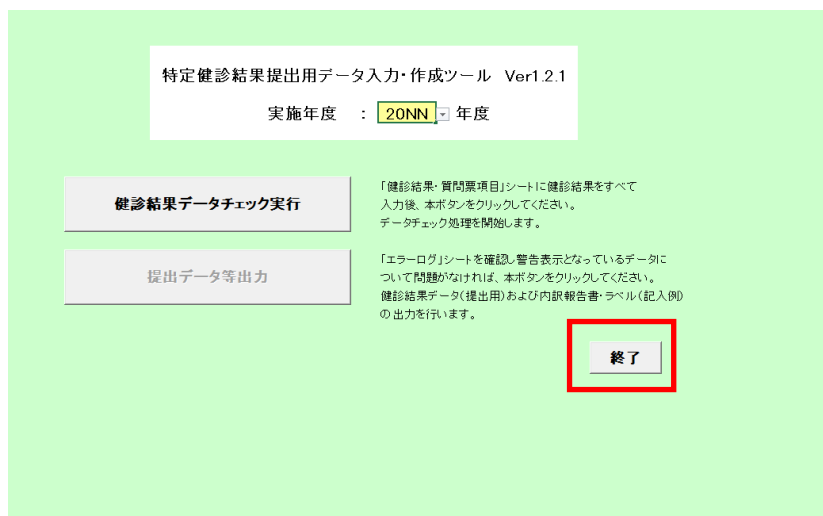 特定健診結果提出用データ入力・作成ツール Ver1.2.1
実施年度 : 20NN 年度
健診結果データチェック実行
「健診結果・質問票項目」シートに健診結果をすべて
入力後、本ボタンをクリックしてください。
データチェック処理を開始します。
提出データ等出力
「エラーログ」シートを確認し警告表示となっているデータに
ついて問題がなければ、本ボタンをクリックしてください。
健診結果データ(提出用)および内訳報告書・ラベル(記入例)
の出力を行います。
終了